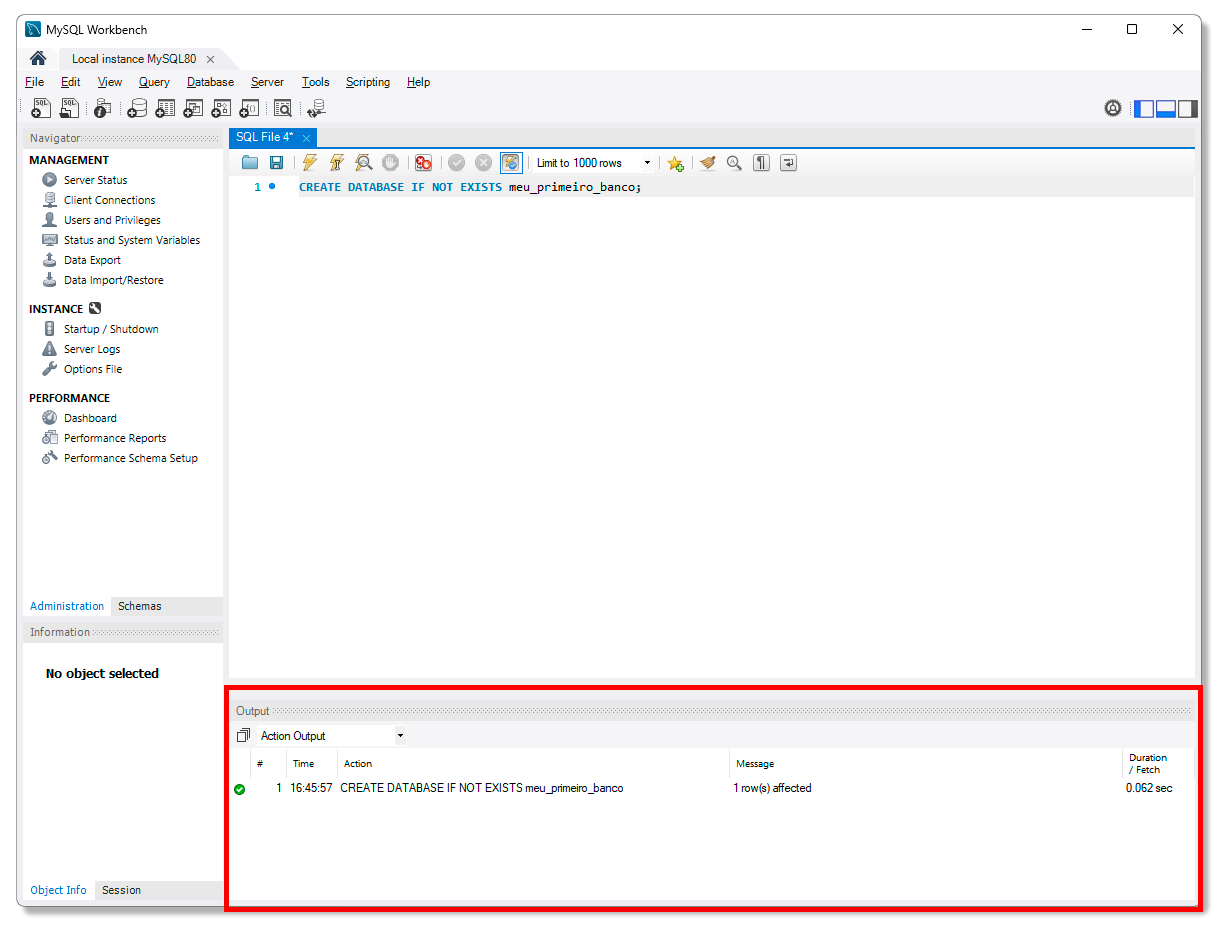 MySQL Workbench
Local instance MySQL80
File Edit View Query Database Server Tools Scripting Help
Navigator
MANAGEMENT
Server Status
Client Connections
Users and Privileges
Status and System Variables
Data Export
Data Import/Restore
INSTANCE
Startup / Shutdown
Server Logs
Options File
PERFORMANCE
Dashboard
Performance Reports
Performance Schema Setup
Administration Schemas
Information
No object selected
Object Info Session
SQL File 4*
Limit to 1000 rows
1 CREATE DATABASE IF NOT EXISTS meu_primeiro_banco;
Output
Action Output
# Time Action Message Duration / Fetch
1 16:45:57 CREATE DATABASE IF NOT EXISTS meu_primeiro_banco 1 row(s) affected 0.062 sec